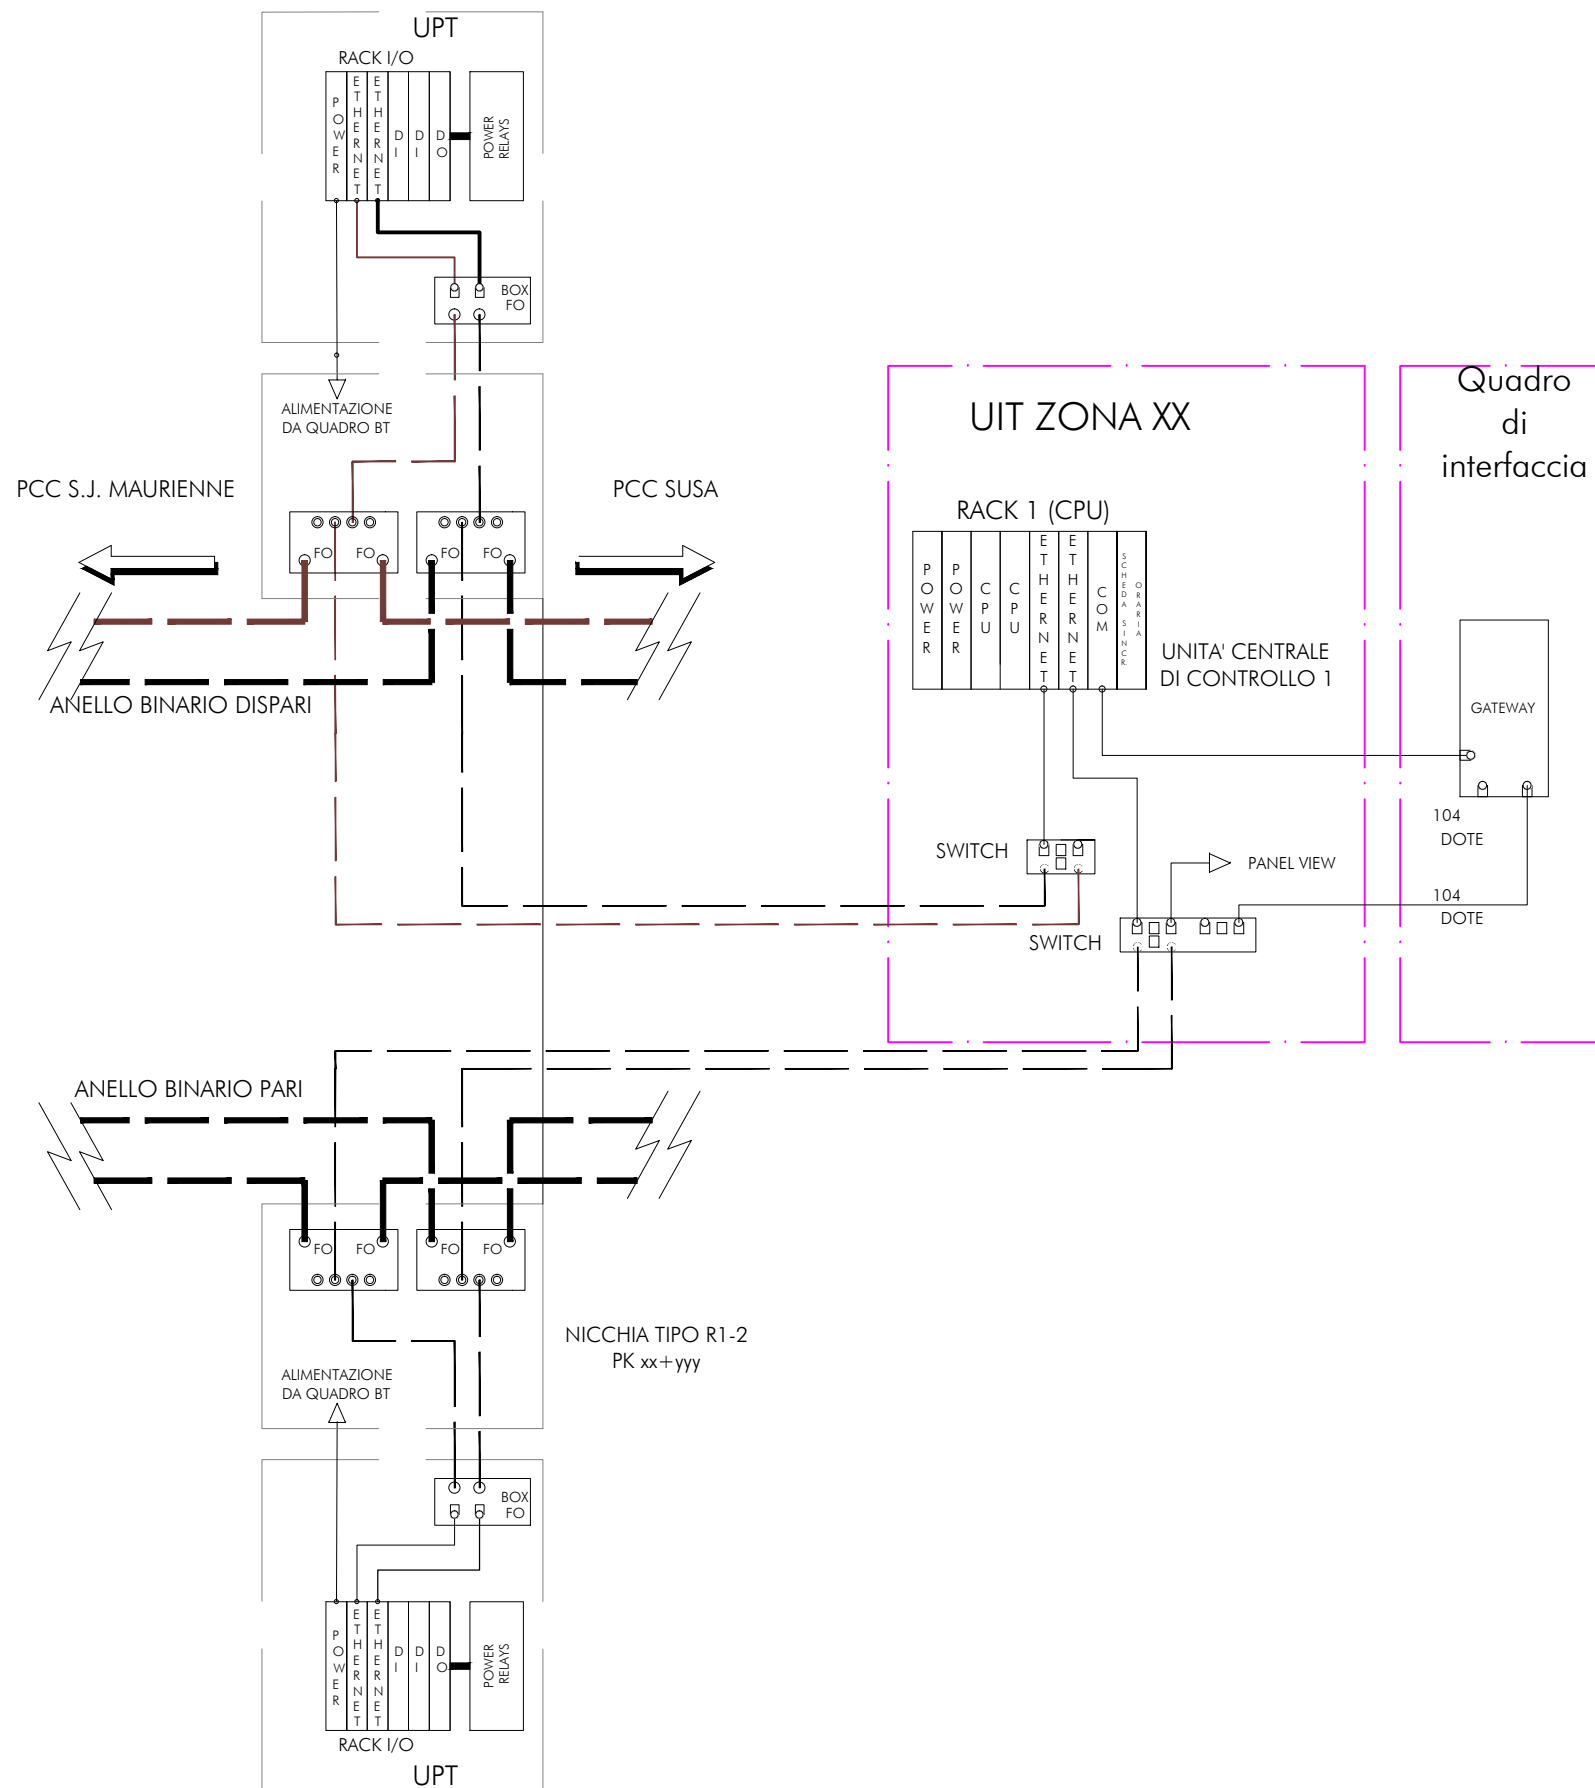 UPT
RACK I/O
POWER
ETHERNET
ETHERNET
DI
DI
DO
POWER
RELAYS
BOX
FO
ALIMENTAZIONE
DA QUADRO BT
PCC S.J. MAURIENNE
PCC SUSA
FO
FO
FO
FO
ANELLO BINARIO DISPARI
UIT ZONA XX
RACK 1 (CPU)
POWER
POWER
CPU
CPU
ETHERNET
ETHERNET
COM
SCHEDA SINCR.
ORARIA
UNITA' CENTRALE
DI CONTROLLO 1
Quadro
di
interfaccia
GATEWAY
104
DOTE
SWITCH
PANEL VIEW
104
DOTE
SWITCH
ANELLO BINARIO PARI
FO
FO
FO
FO
NICCHIA TIPO R1-2
PK xx+yyy
ALIMENTAZIONE
DA QUADRO BT
BOX
FO
POWER
ETHERNET
ETHERNET
DI
DI
DO
POWER
RELAYS
RACK I/O
UPT